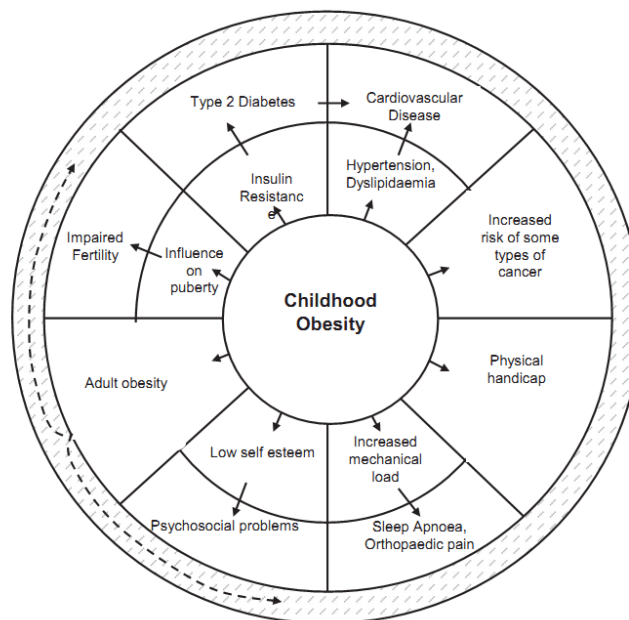 Type 2 Diabetes
Cardiovascular
Disease
Insulin
Resistanc
e
Hypertension,
Dyslipidaemia
Impaired
Fertility
Influence
on
puberty
Increased
risk of some
types of
cancer
Childhood
Obesity
Adult obesity
Physical
handicap
Low self esteem
Increased
mechanical
load
Psychosocial problems
Sleep Apnoea,
Orthopaedic pain